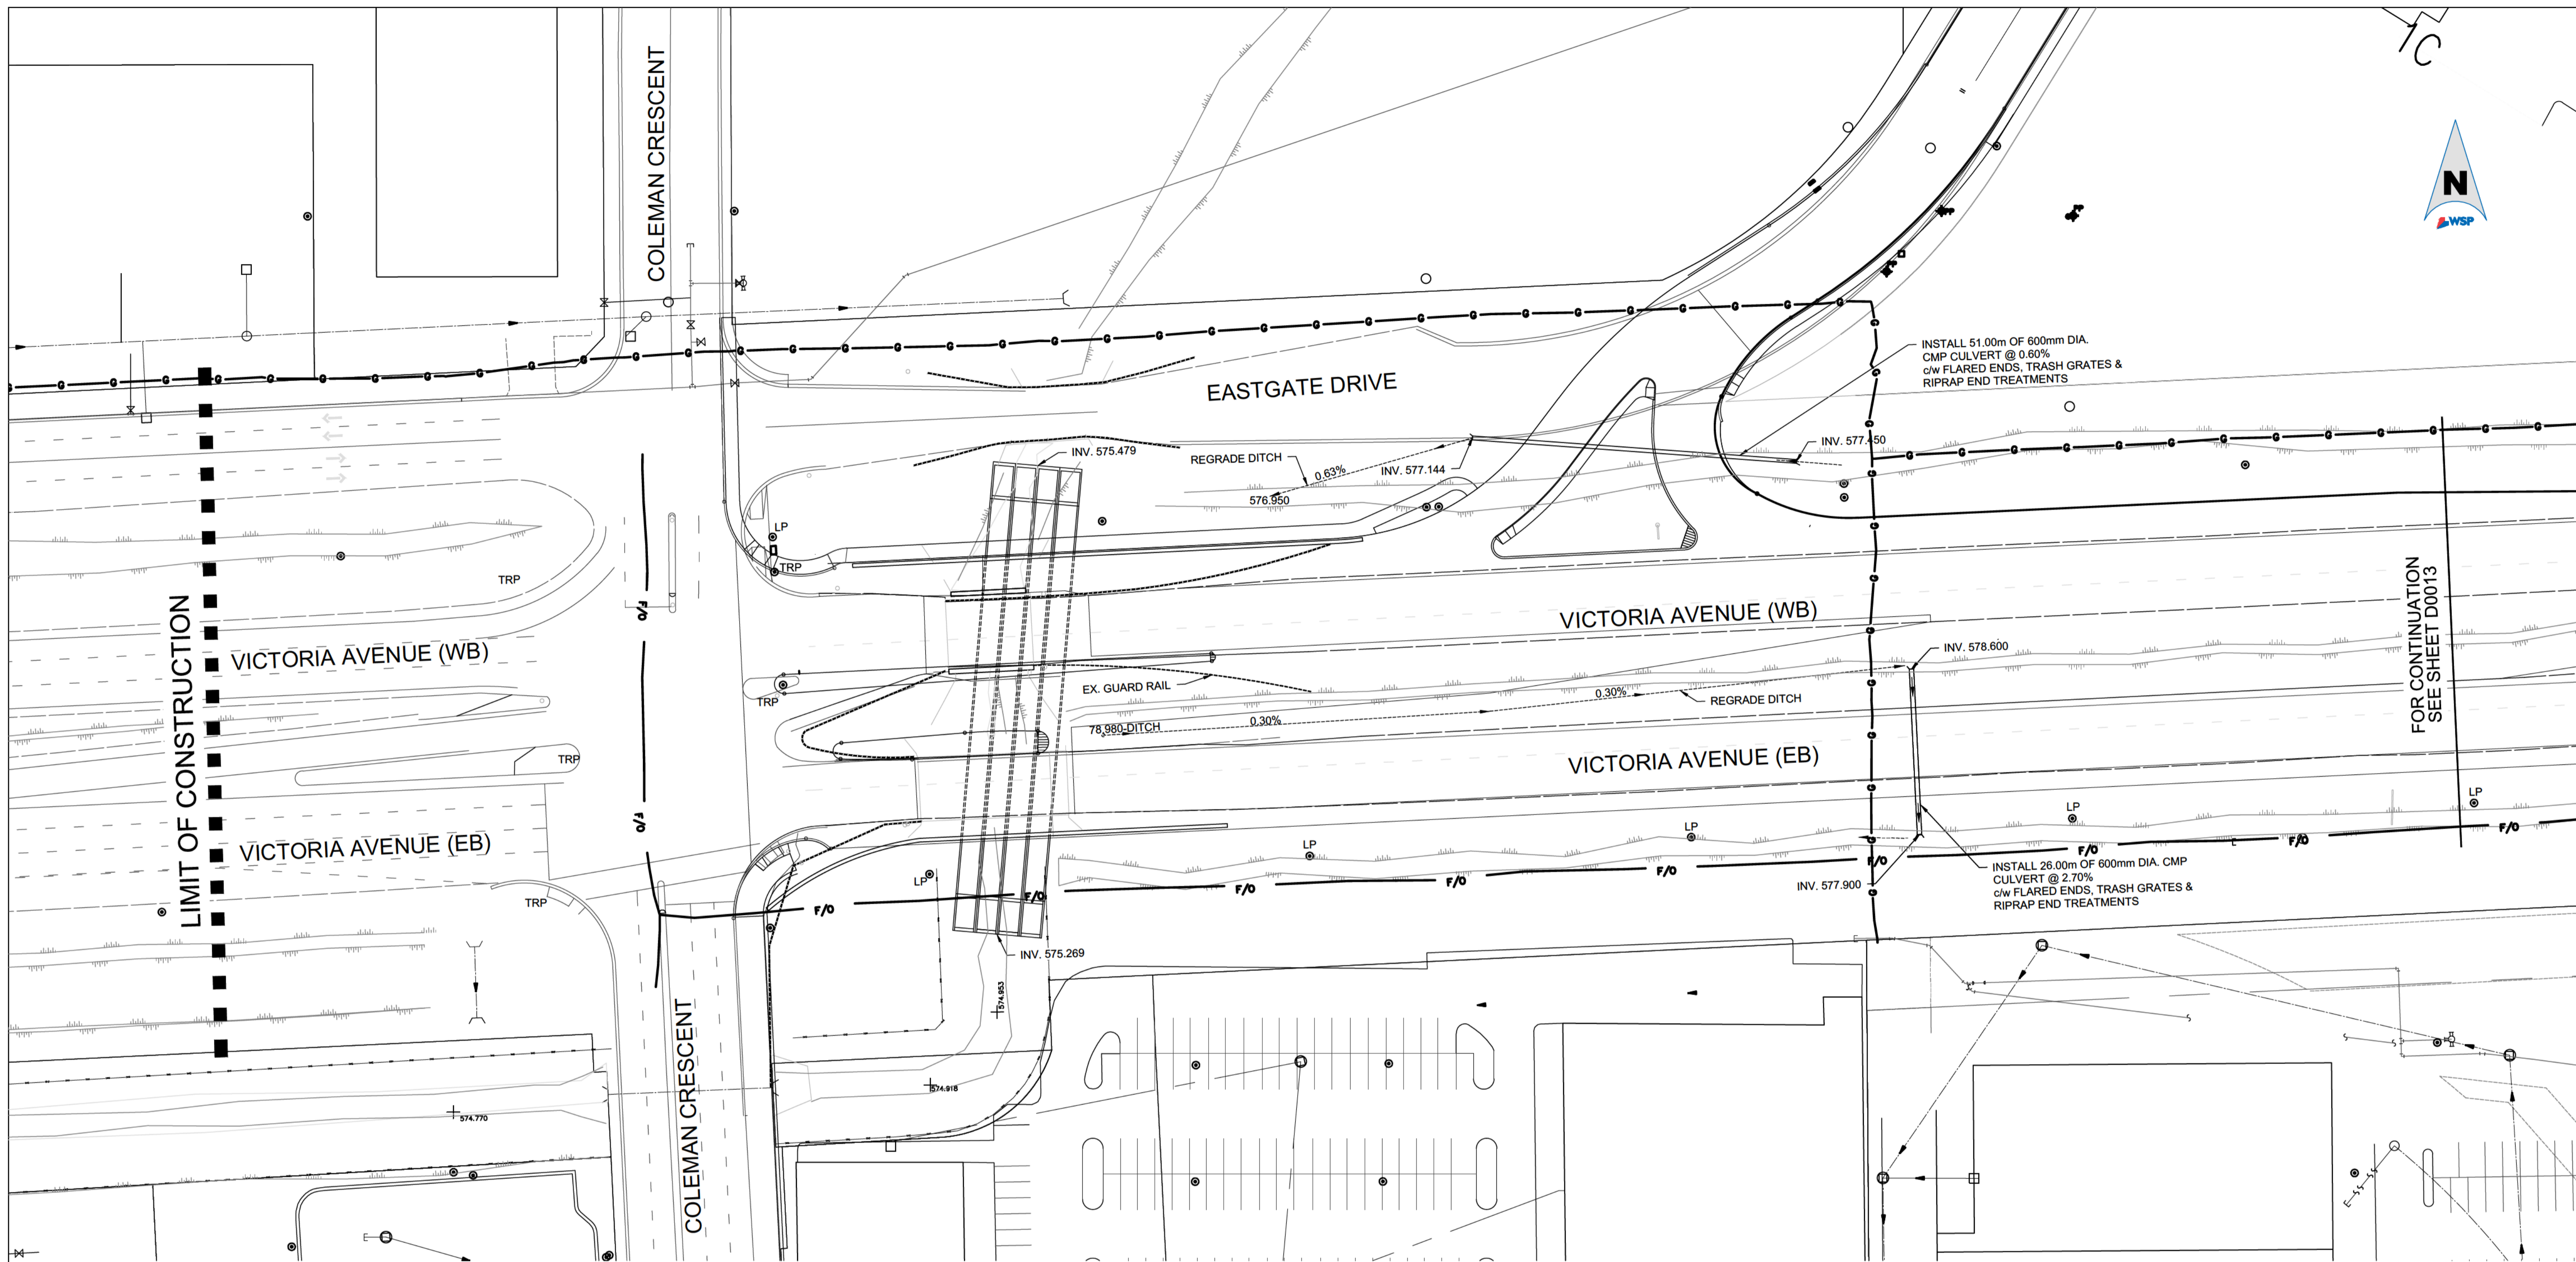 1C
COLEMAN CRESCENT
N
WSP
INSTALL 51.00m OF 600mm DIA.
CMP CULVERT @ 0.60%
c/w FLARED ENDS, TRASH GRATES &
RIPRAP END TREATMENTS
EASTGATE DRIVE
INV. 575.479
REGRADE DITCH
0.63%
INV. 577.144
INV. 577.450
576.950
LP
TRP
TRP
F/O
LIMIT OF CONSTRUCTION
VICTORIA AVENUE (WB)
VICTORIA AVENUE (WB)
FOR CONTINUATION
SEE SHEET D0013
INV. 578.600
EX. GUARD RAIL
0.30%
REGRADE DITCH
TRP
78.980-DITCH
0.30%
TRP
VICTORIA AVENUE (EB)
VICTORIA AVENUE (EB)
F/O
LP
LP
LP
LP
LP
F/O
F/O
F/O
F/O
F/O
F/O
F/O
F/O
F/O
TRP
INV. 577.900
INSTALL 26.00m OF 600mm DIA. CMP
CULVERT @ 2.70%
c/w FLARED ENDS, TRASH GRATES &
RIPRAP END TREATMENTS
INV. 575.269
574.953
574.918
574.770
COLEMAN CRESCENT